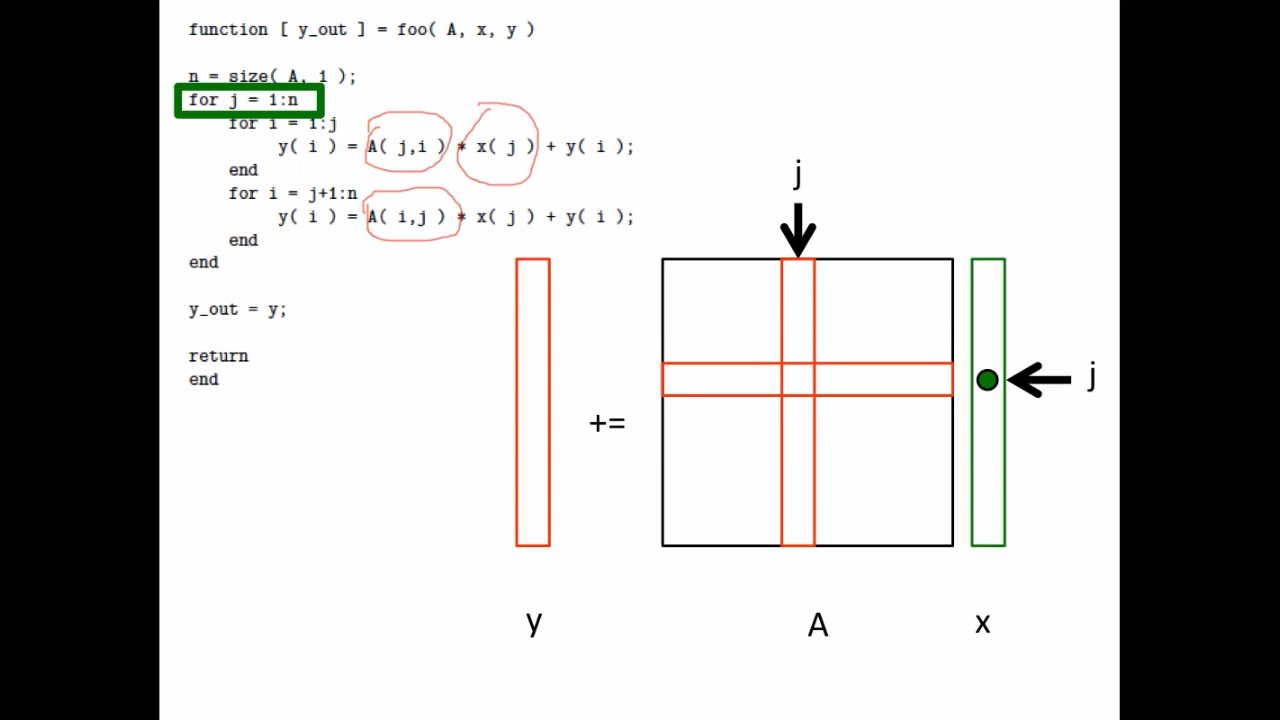 function [ y_out ] = foo( A, x, y )
n = size( A, 1 );
for j = 1:n
for i = 1:j
y( i ) = A( j,i ) * x( j ) + y( i );
end
for i = j+1:n
y( i ) = A( i,j ) * x( j ) + y( i );
end
end
y_out = y;
return
end
j
j
+=
y
A
x